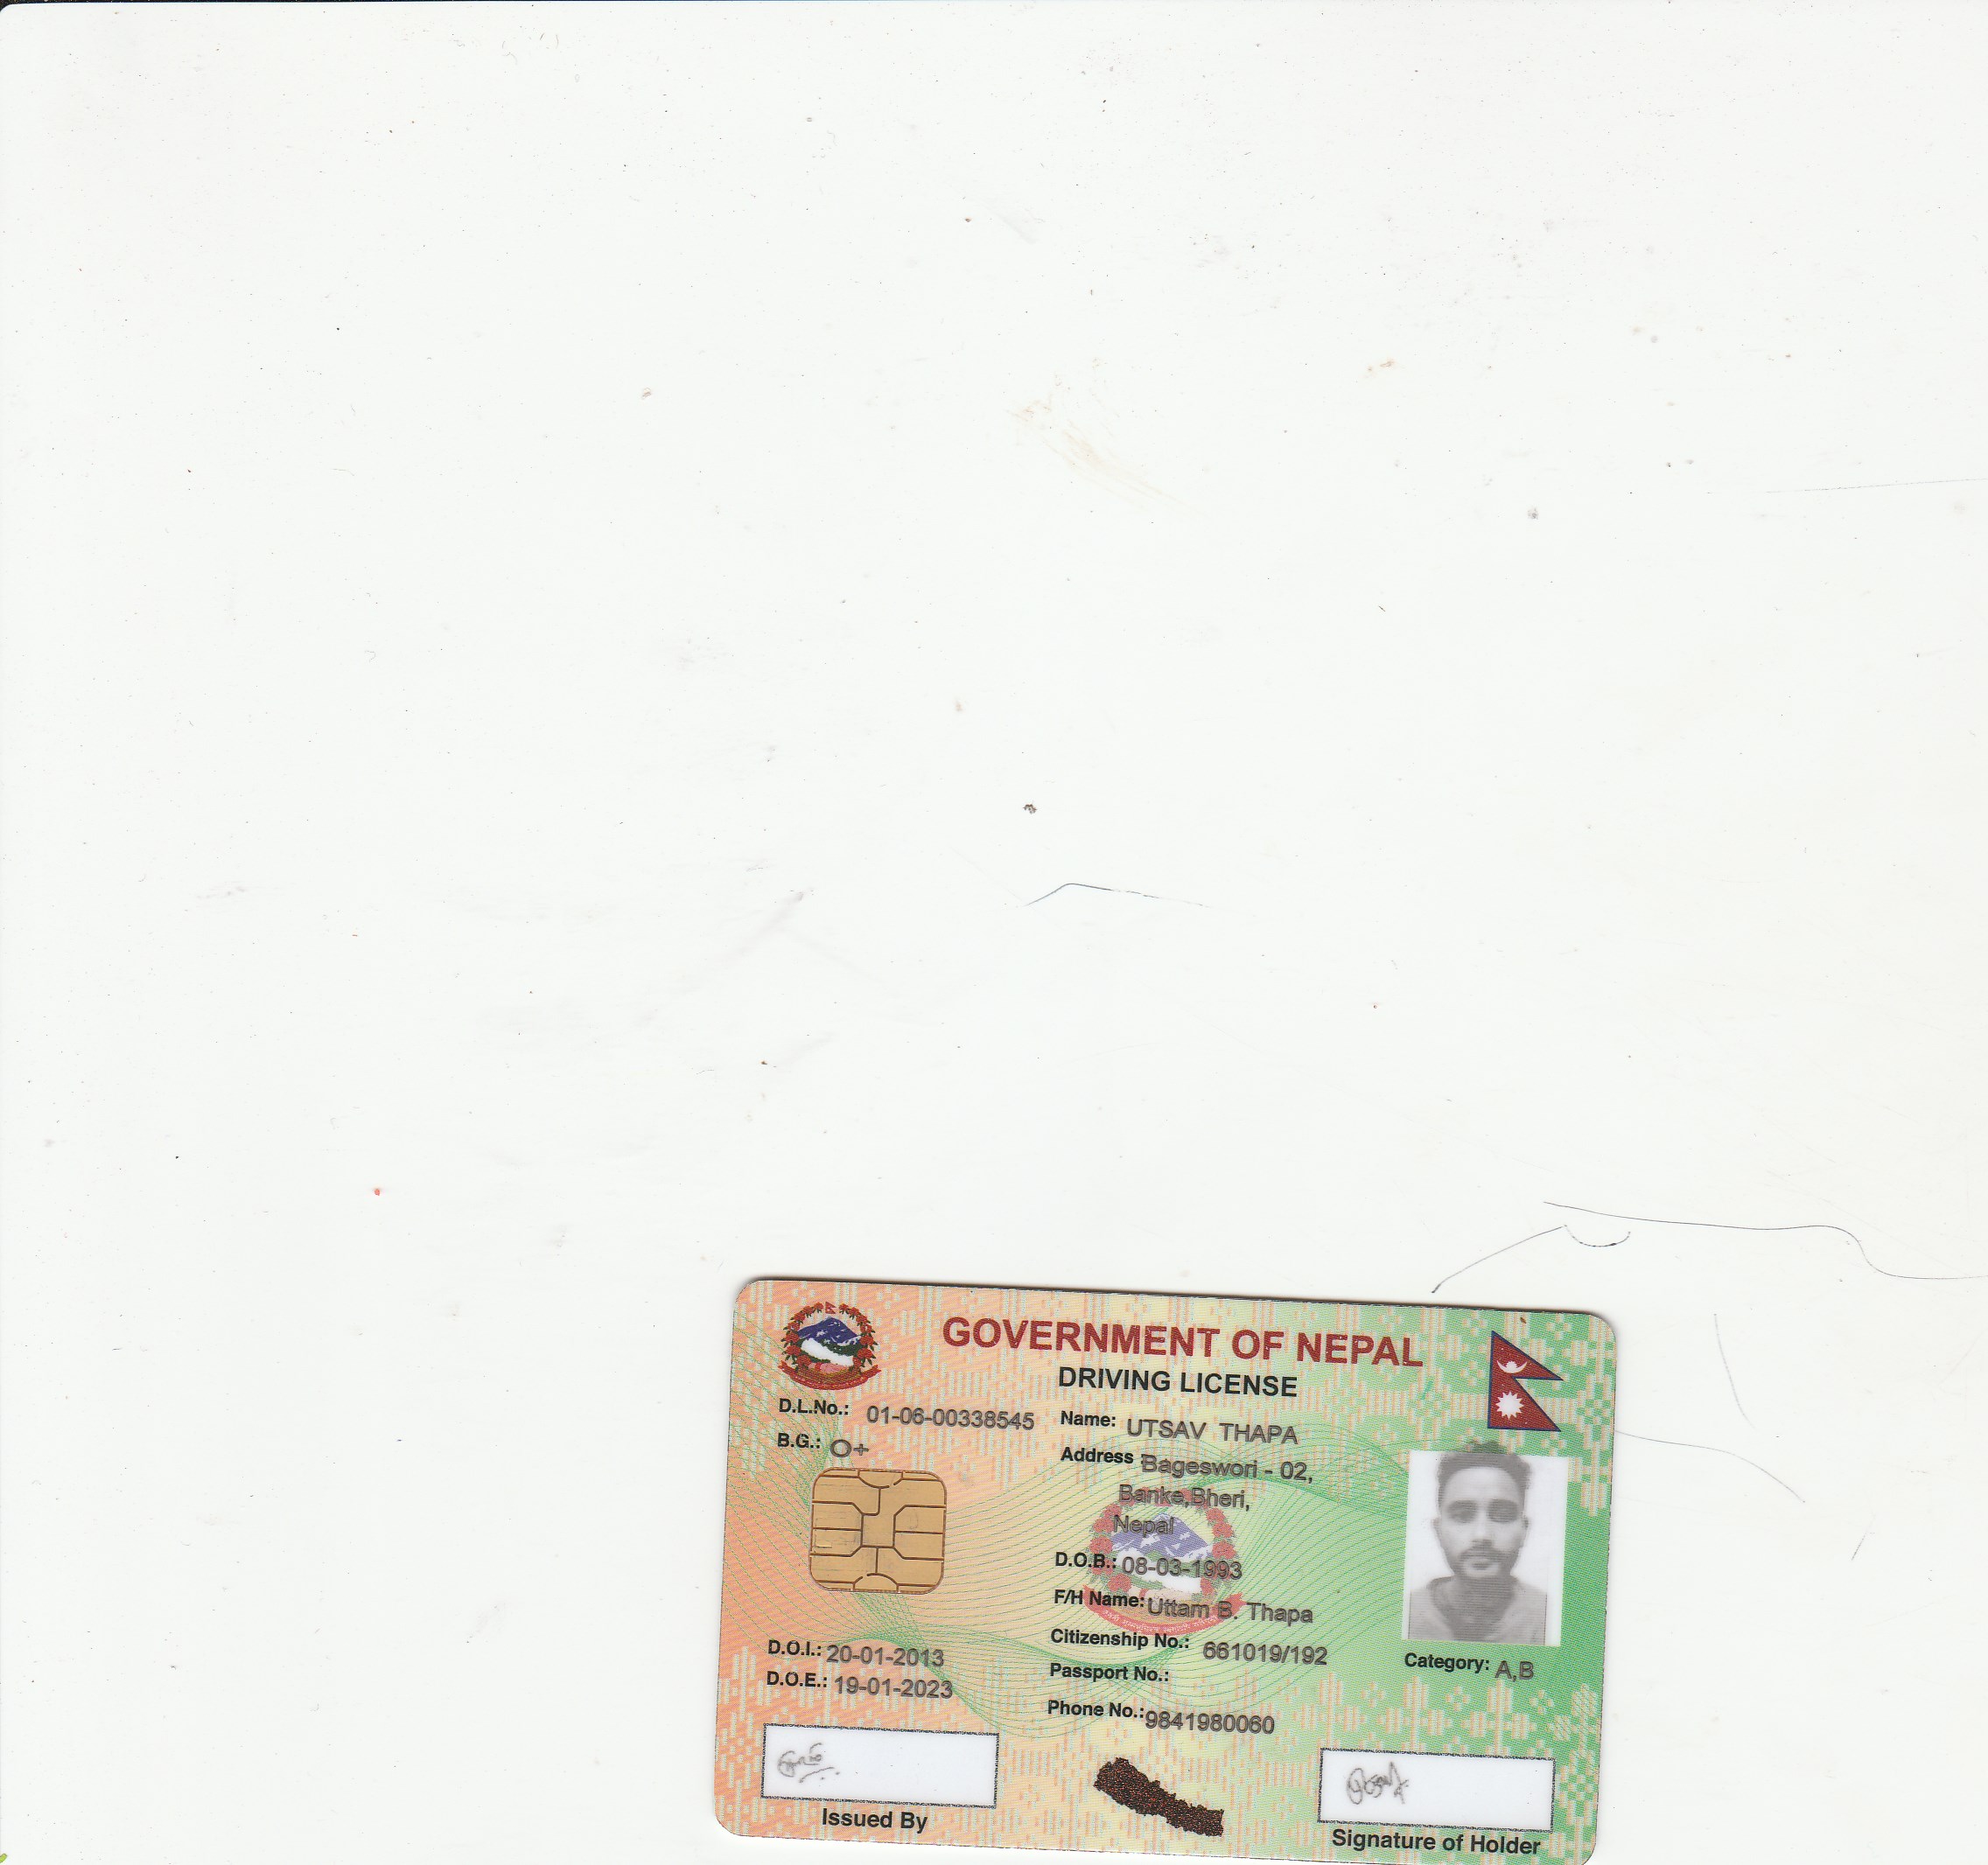 GOVERNMENT OF NEPAL
DRIVING LICENSE
D.L.No.: 01-06-00338545
B.G.: O+
Name: UTSAV THAPA
Address Bageswori - 02,
Banke,Bheri,
Nepal
D.O.B.: 08-03-1993
F/H Name: Uttam B. Thapa
Citizenship No.: 661019/192
Passport No.:
Phone No.: 9841980060
D.O.I.: 20-01-2013
D.O.E.: 19-01-2023
Category: A,B
Issued By
Signature of Holder